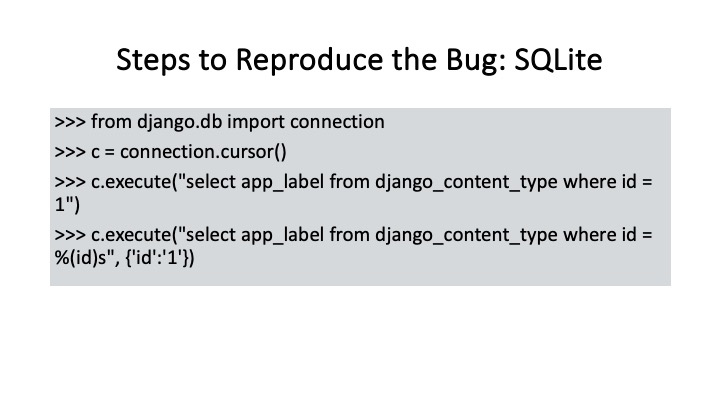 Steps to Reproduce the Bug: SQLite
>>> from django.db import connection
>>> c = connection.cursor()
>>> c.execute("select app_label from django_content_type where id =
1")
>>> c.execute("select app_label from django_content_type where id =
%(id)s", {'id':'1'})